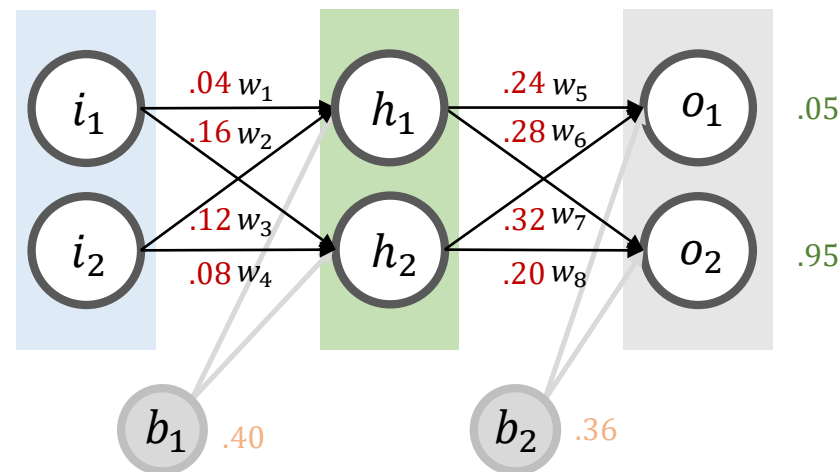 .04 w₁
.24 w₅
i₁
h₁
o₁
.05
.16 w₂
.28 w₆
.12 w₃
.32 w₇
i₂
h₂
o₂
.95
.08 w₄
.20 w₈
b₁
.40
b₂
.36